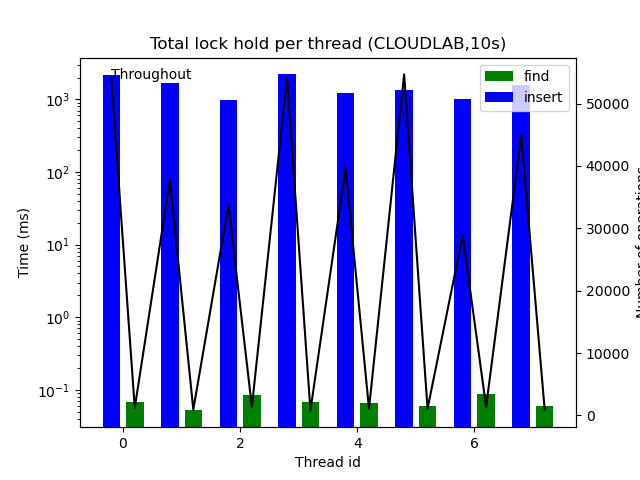 Total lock hold per thread (CLOUDLAB,10s)
Throughout
find
insert
Time (ms)
10³
10²
10¹
10⁰
10⁻¹
50000
40000
30000
20000
10000
0
Number of operations
0
2
4
6
Thread id